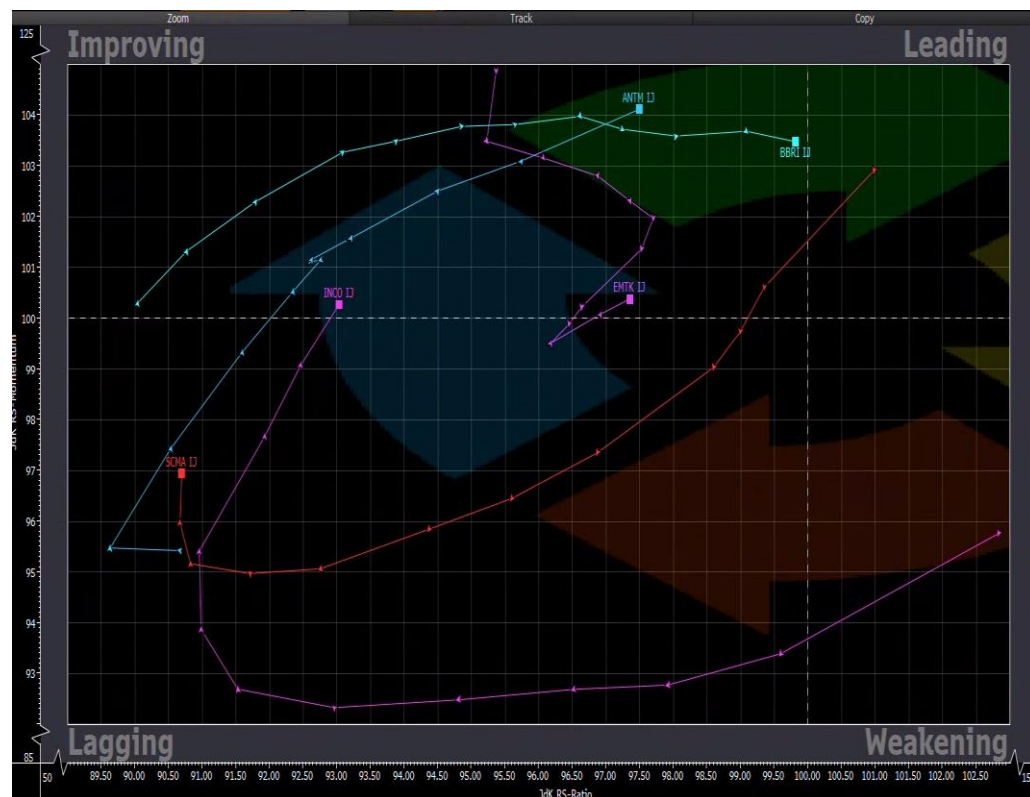 Zoom Track Copy
125
Improving Leading
104
103
102
101
100
99
98
97
96
95
94
93
85
ANTM IJ
BBRI IJ
INCO IJ
EMTK IJ
SCMA IJ
JdK RS-Momentum
Lagging Weakening
50 89.50 90.00 90.50 91.00 91.50 92.00 92.50 93.00 93.50 94.00 94.50 95.00 95.50 96.00 96.50 97.00 97.50 98.00 98.50 99.00 99.50 100.00 100.50 101.00 101.50 102.00 102.50
JdK RS-Ratio